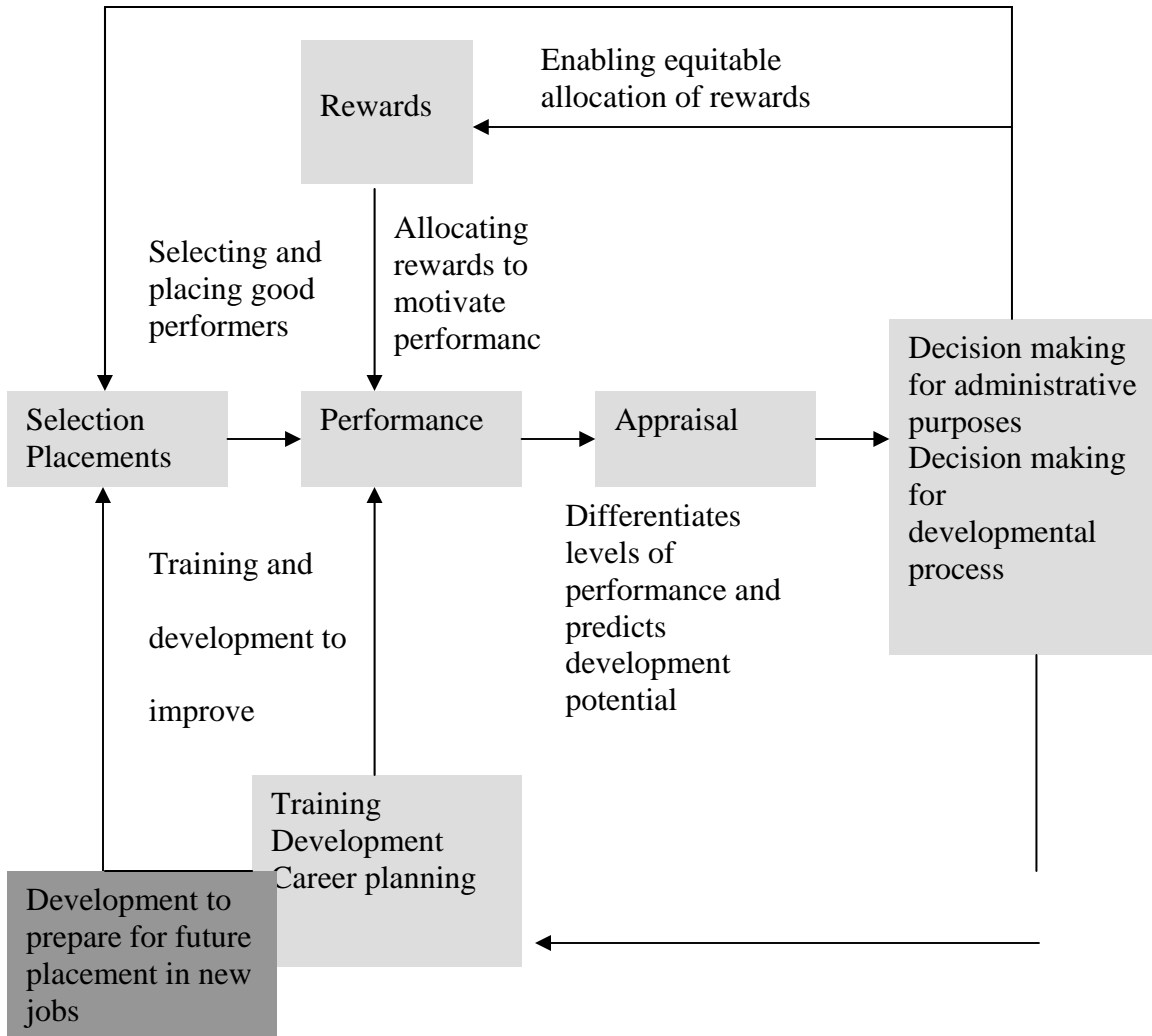 Enabling equitable
allocation of rewards
Rewards
Selecting and
placing good
performers
Allocating
rewards to
motivate
performanc
Selection
Placements
Performance
Appraisal
Decision making
for administrative
purposes
Decision making
for
developmental
process
Differentiates
levels of
performance and
predicts
development
potential
Training and
development to
improve
Training
Development
Career planning
Development to
prepare for future
placement in new
jobs